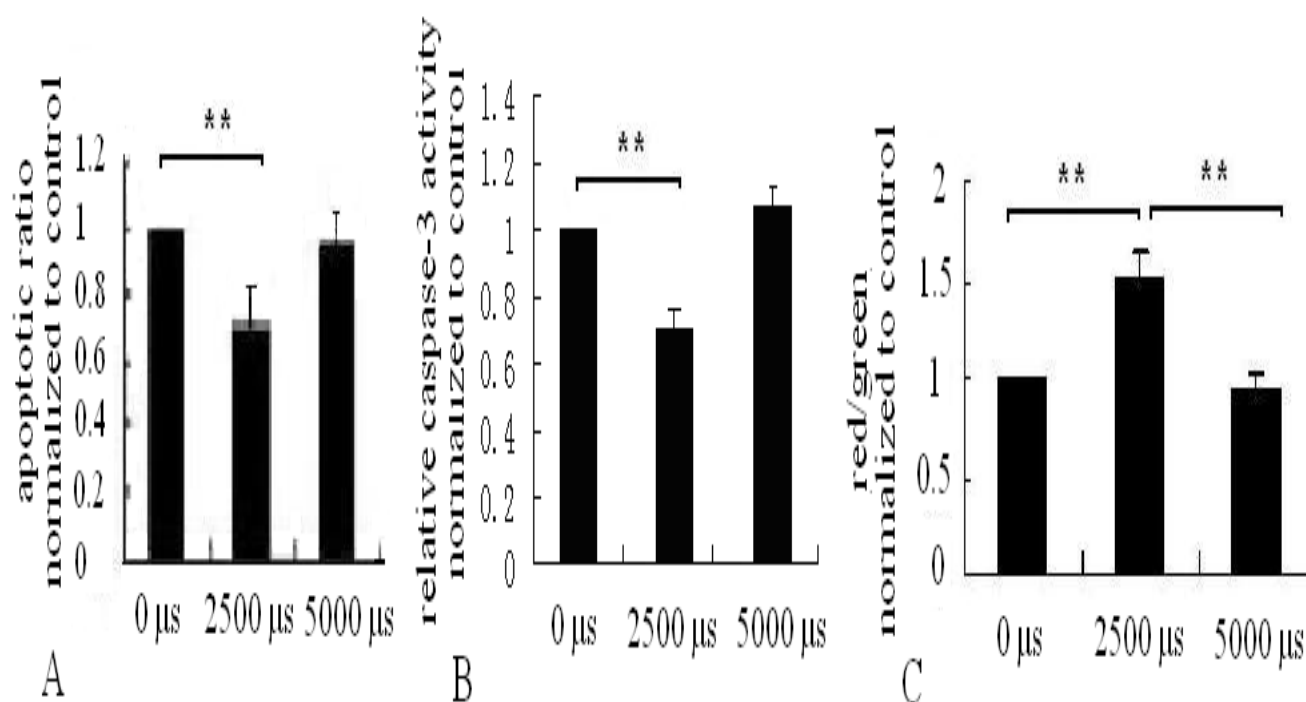 apoptotic ratio
normalized to control
1.2
1
0.8
0.6
0.4
0.2
0
**
0 μs 2500 μs 5000 μs
A
relative caspase-3 activity
normalized to control
1.4
1.2
1
0.8
0.6
0.4
0.2
0
**
0 μs 2500 μs 5000 μs
B
red/green
normalized to control
2
1.5
1
0.5
0
** **
0 μs 2500 μs 5000 μs
C